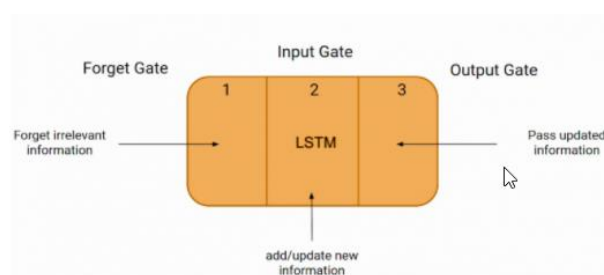 Input Gate
Forget Gate
Output Gate
1
2
3
Forget irrelevant
information
LSTM
Pass updated
information
add/update new
information